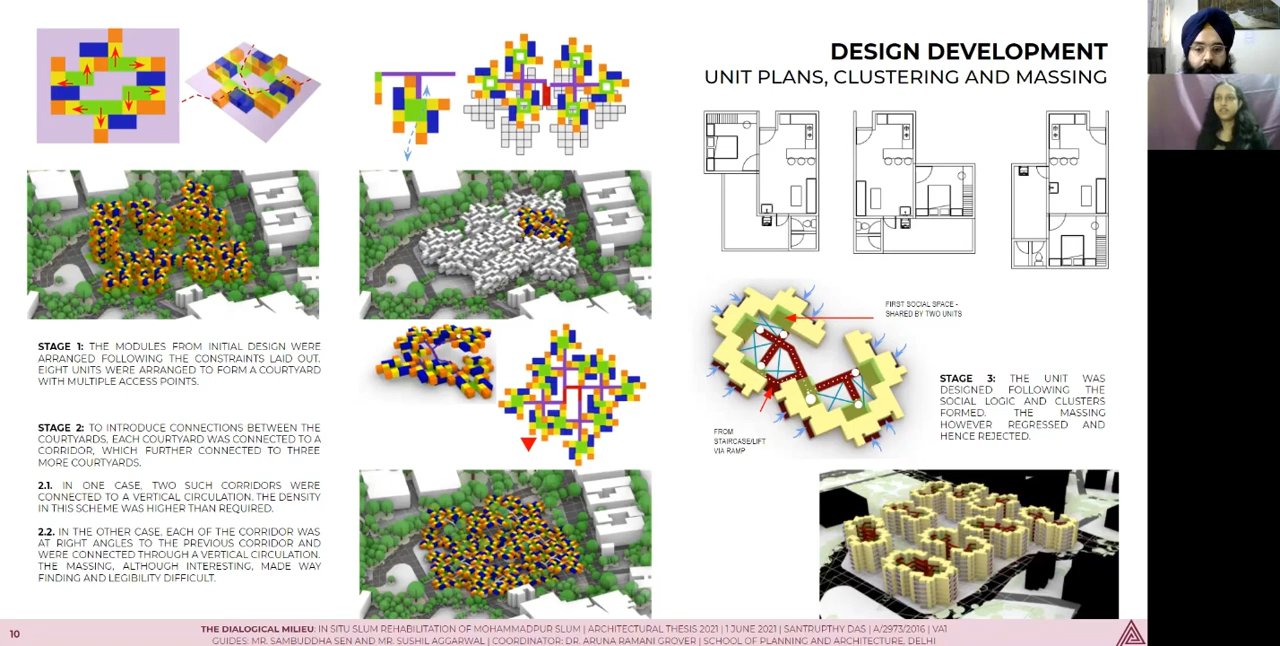 DESIGN DEVELOPMENT
UNIT PLANS, CLUSTERING AND MASSING
STAGE 1: THE MODULES FROM INITIAL DESIGN WERE
ARRANGED FOLLOWING THE CONSTRAINTS LAID OUT.
EIGHT UNITS WERE ARRANGED TO FORM A COURTYARD
WITH MULTIPLE ACCESS POINTS.
STAGE 2: TO INTRODUCE CONNECTIONS BETWEEN THE
COURTYARDS, EACH COURTYARD WAS CONNECTED TO A
CORRIDOR, WHICH FURTHER CONNECTED TO THREE
MORE COURTYARDS.
2.1. IN ONE CASE, TWO SUCH CORRIDORS WERE
CONNECTED TO A VERTICAL CIRCULATION. THE DENSITY
IN THIS SCHEME WAS HIGHER THAN REQUIRED.
2.2. IN THE OTHER CASE, EACH OF THE CORRIDOR WAS
AT RIGHT ANGLES TO THE PREVIOUS CORRIDOR AND
WERE CONNECTED THROUGH A VERTICAL CIRCULATION.
THE MASSING, ALTHOUGH INTERESTING, MADE WAY
FINDING AND LEGIBILITY DIFFICULT.
FIRST SOCIAL SPACE -
SHARED BY TWO UNITS
FROM
STAIRCASE/LIFT
VIA RAMP
STAGE 3: THE UNIT WAS
DESIGNED FOLLOWING THE
SOCIAL LOGIC AND CLUSTERS
FORMED. THE MASSING
HOWEVER REGRESSED AND
HENCE REJECTED.
10
THE DIALOGICAL MILIEU: IN SITU SLUM REHABILITATION OF MOHAMMADPUR SLUM | ARCHITECTURAL THESIS 2021 | 1 JUNE 2021 | SANTRUPTHY DAS | A/2973/2016 | VA1
GUIDES: MR. SAMBUDDHA SEN AND MR. SUSHIL AGGARWAL | COORDINATOR: DR. ARUNA RAMANI GROVER | SCHOOL OF PLANNING AND ARCHITECTURE, DELHI